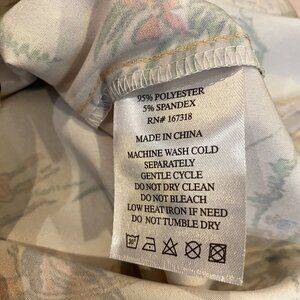 95% POLYESTER
5% SPANDEX
RN# 167318
MADE IN CHINA
MACHINE WASH COLD
SEPARATELY
GENTLE CYCLE
DO NOT DRY CLEAN
DO NOT BLEACH
LOW HEAT IRON IF NEED
DO NOT TUMBLE DRY